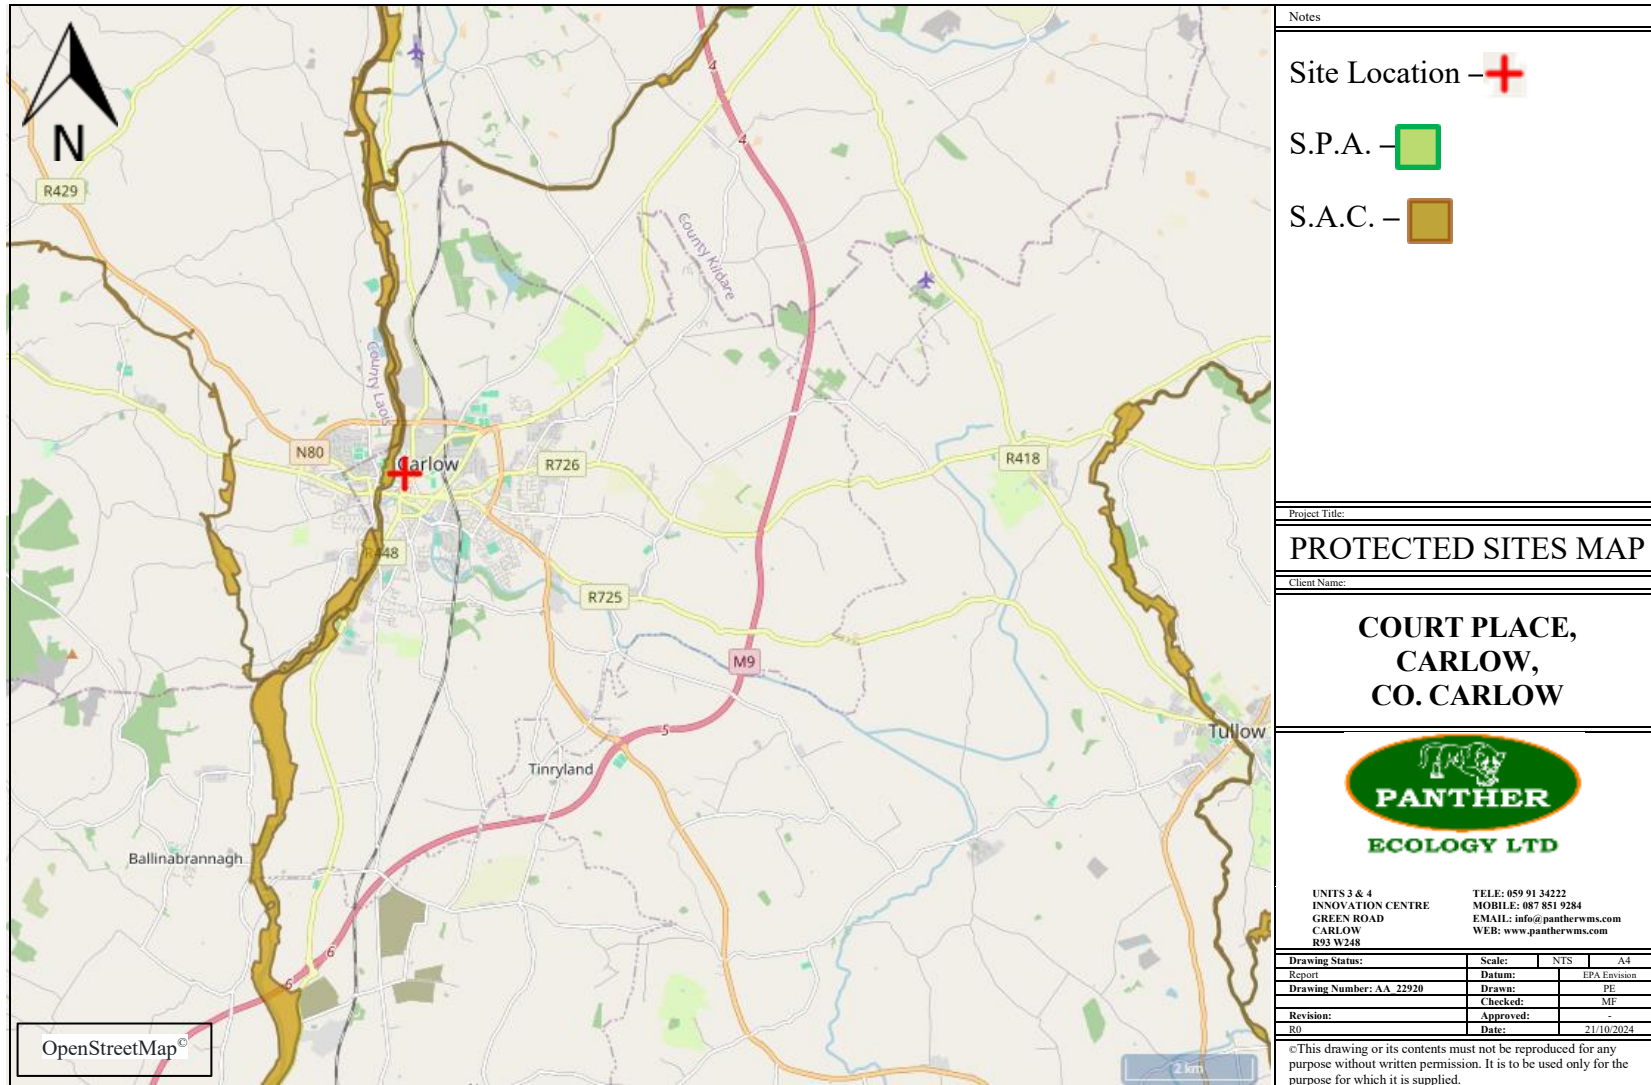 N
R429
4
4
County Kildare
County Laois
N80
Carlow
R726
R418
R448
R725
M9
5
Tullow
Tinryland
Ballinabrannagh
6
6
OpenStreetMap©
2 km
Notes
Site Location –
S.P.A. –
S.A.C. –
Project Title:
PROTECTED SITES MAP
Client Name:
COURT PLACE,
CARLOW,
CO. CARLOW
PANTHER
ECOLOGY LTD
UNITS 3 & 4
INNOVATION CENTRE
GREEN ROAD
CARLOW
R93 W248
TELE: 059 91 34222
MOBILE: 087 851 9284
EMAIL: info@pantherwms.com
WEB: www.pantherwms.com
Drawing Status: Scale: NTS A4
Report Datum: EPA Envision
Drawing Number: AA_22920 Drawn: PE
Checked: MF
Revision: Approved: -
R0 Date: 21/10/2024
©This drawing or its contents must not be reproduced for any
purpose without written permission. It is to be used only for the
purpose for which it is supplied.